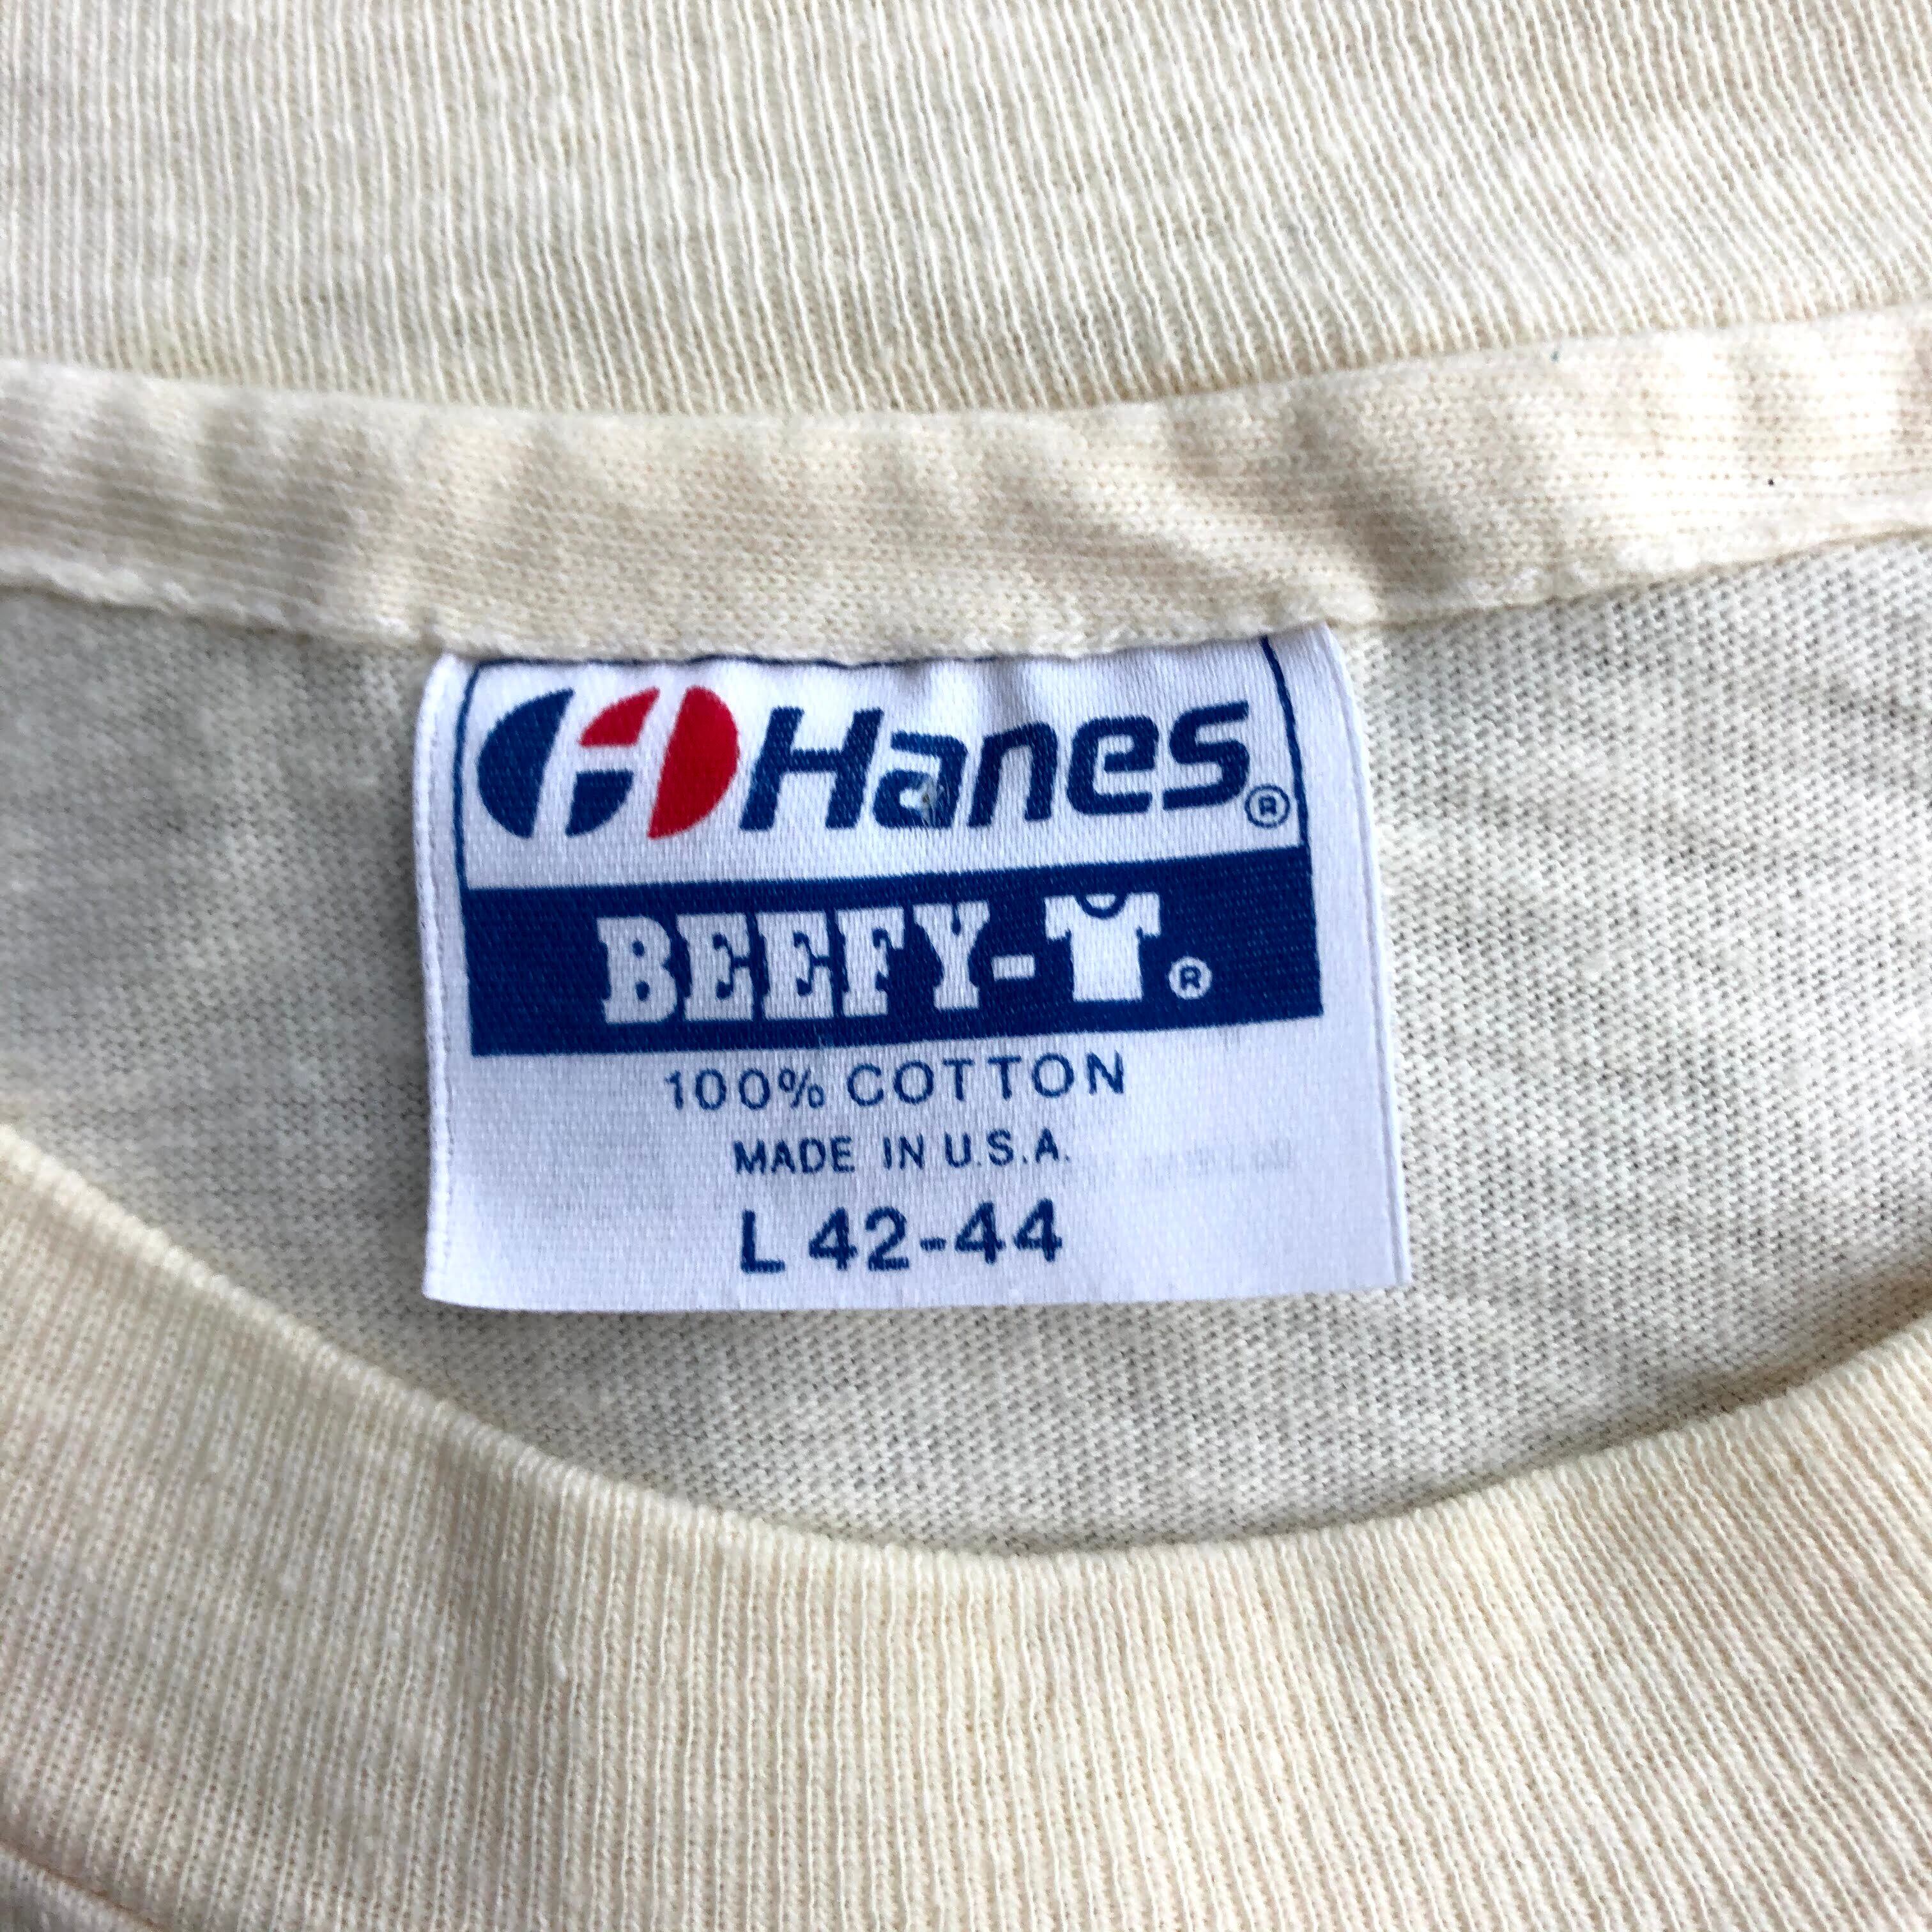 Hanes®
BEEFY-T®
100% COTTON
MADE IN U.S.A.
L 42-44